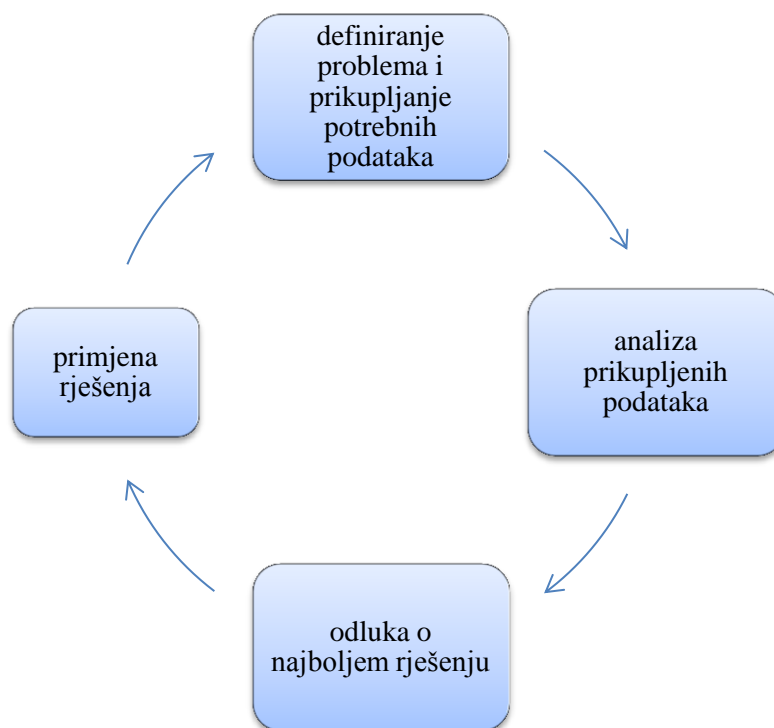 definiranje
problema i
prikupljanje
potrebnih
podataka
analiza
prikupljenih
podataka
odluka o
najboljem rješenju
primjena
rješenja